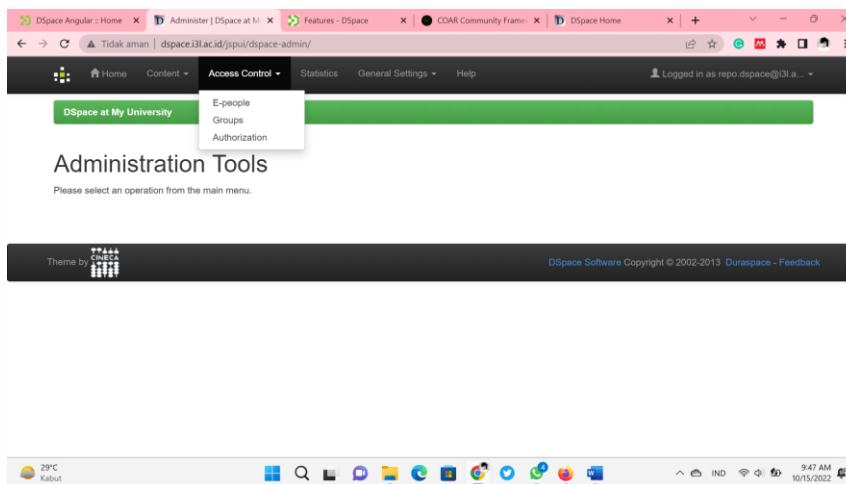 DSpace Angular :: Home
Administer | DSpace at M
Features - DSpace
COAR Community Frame
DSpace Home
Tidak aman | dspace.i3l.ac.id/jspui/dspace-admin/
Home Content Access Control Statistics General Settings Help Logged in as repo.dspace@i3l.a...
E-people
Groups
Authorization
DSpace at My University
Administration Tools
Please select an operation from the main menu.
Theme by CINECA
DSpace Software Copyright © 2002-2013 Duraspace - Feedback
29°C
Kabut
IND
9:47 AM
10/15/2022